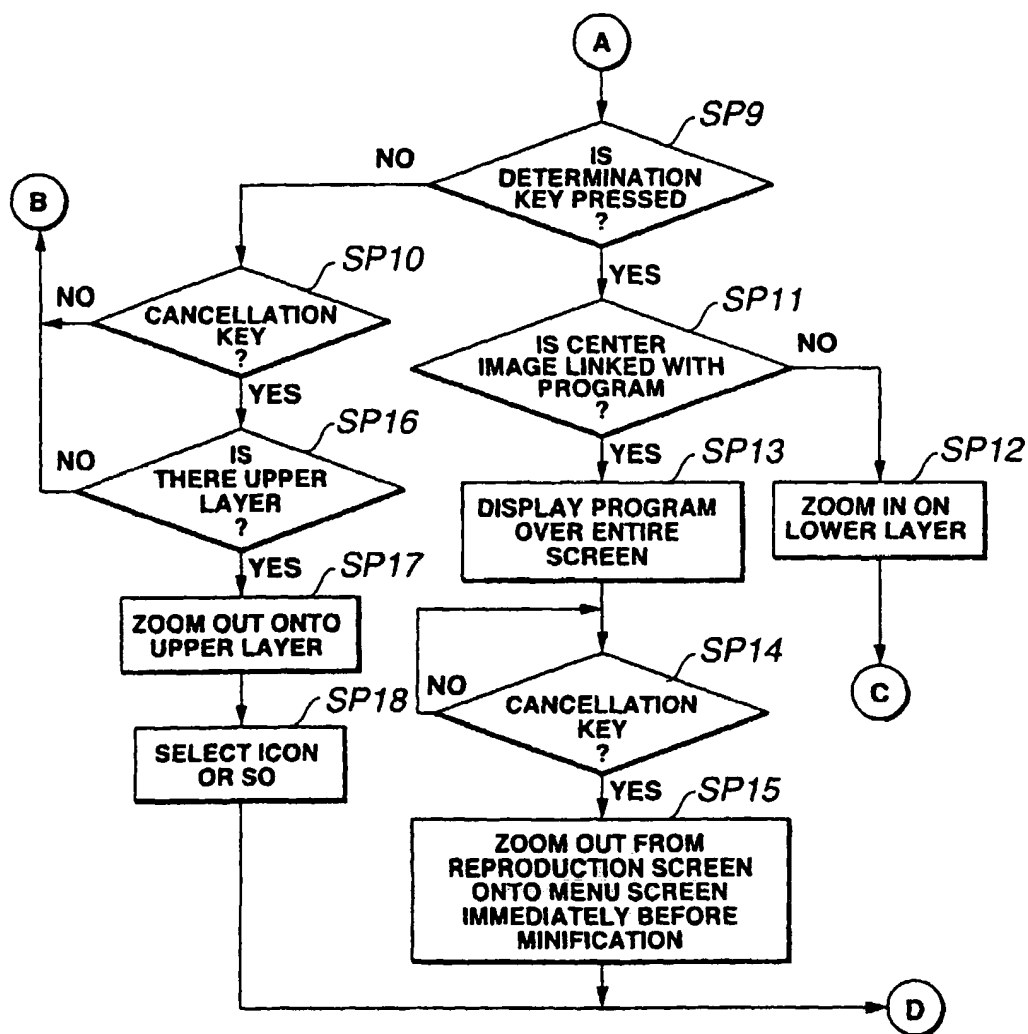 A
SP9
NO
IS
DETERMINATION
KEY PRESSED
?
B
YES
SP10
NO
CANCELLATION
KEY
?
YES
SP11
IS CENTER
IMAGE LINKED WITH
PROGRAM
?
NO
YES
SP16
NO
IS
THERE UPPER
LAYER
?
YES
SP13
DISPLAY PROGRAM
OVER ENTIRE
SCREEN
SP12
ZOOM IN ON
LOWER LAYER
SP17
ZOOM OUT ONTO
UPPER LAYER
SP14
NO
CANCELLATION
KEY
?
YES
C
SP18
SELECT ICON
OR SO
SP15
ZOOM OUT FROM
REPRODUCTION SCREEN
ONTO MENU SCREEN
IMMEDIATELY BEFORE
MINIFICATION
D